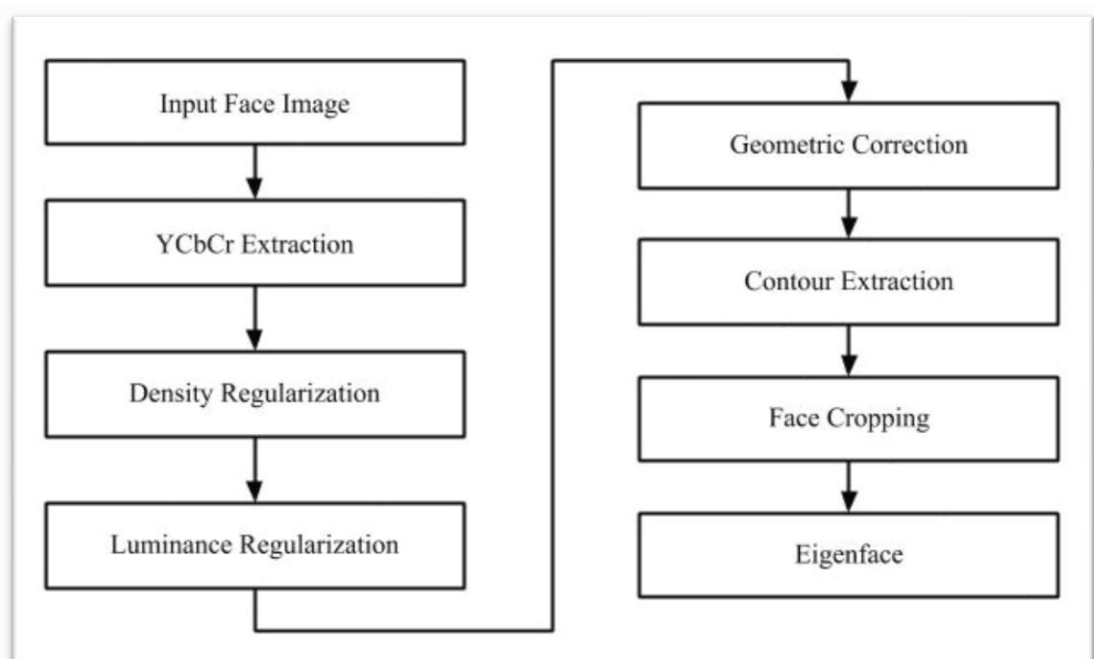 Input Face Image
YCbCr Extraction
Density Regularization
Luminance Regularization
Geometric Correction
Contour Extraction
Face Cropping
Eigenface